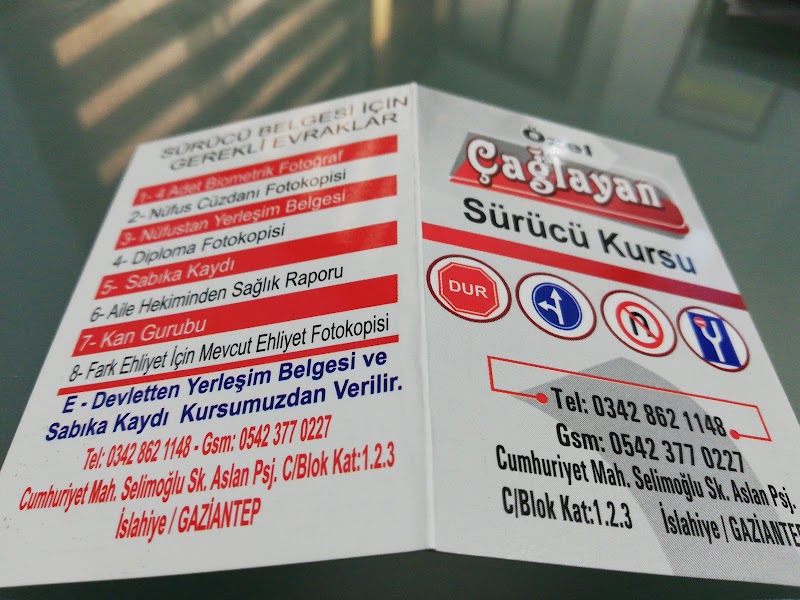 SÜRÜCÜ BELGESİ İÇİN
GEREKLİ EVRAKLAR
1- 4 Adet Biometrik Fotoğraf
2- Nüfus Cüzdanı Fotokopisi
3- Nüfustan Yerleşim Belgesi
4- Diploma Fotokopisi
5- Sabıka Kaydı
6- Aile Hekiminden Sağlık Raporu
7- Kan Gurubu
8- Fark Ehliyet İçin Mevcut Ehliyet Fotokopisi
E - Devletten Yerleşim Belgesi ve
Sabıka Kaydı Kursumuzdan Verilir.
Tel: 0342 862 1148 - Gsm: 0542 377 0227
Cumhuriyet Mah. Selimoğlu Sk. Aslan Psj. C/Blok Kat:1.2.3
İslahiye / GAZİANTEP
Özel
Çağlayan
Sürücü Kursu
DUR
Tel: 0342 862 1148
Gsm: 0542 377 0227
Cumhuriyet Mah. Selimoğlu Sk. Aslan Psj.
C/Blok Kat:1.2.3 İslahiye / GAZİANTE